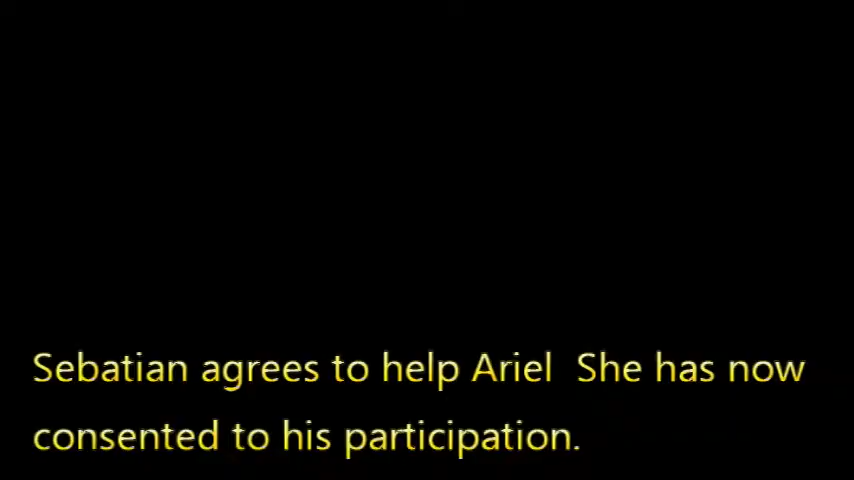 Sebatian agrees to help Ariel  She has now
consented to his participation.